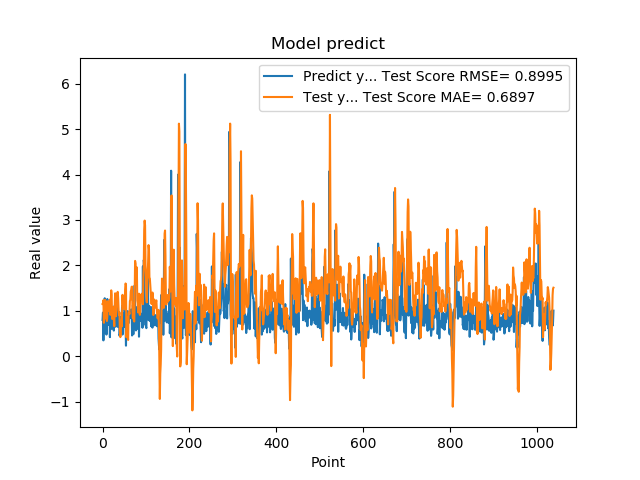 Model predict
Predict y... Test Score RMSE= 0.8995
Test y... Test Score MAE= 0.6897
Real value
6
5
4
3
2
1
0
−1
0 200 400 600 800 1000
Point